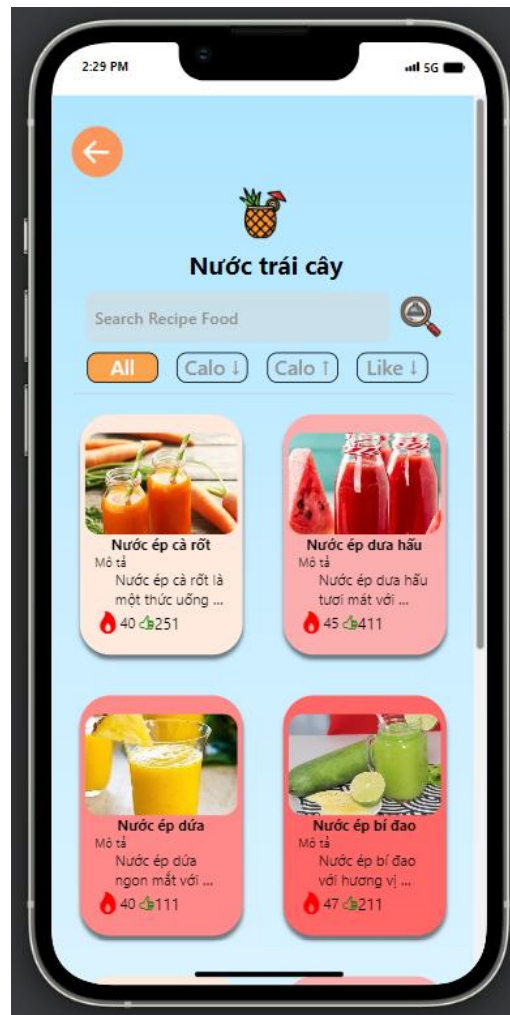 2:29 PM
5G
Nước trái cây
Search Recipe Food
All
Calo ↓
Calo ↑
Like ↓
Nước ép cà rốt
Mô tả
Nước ép cà rốt là
một thức uống ...
40 251
Nước ép dưa hấu
Mô tả
Nước ép dưa hấu
tươi mát với ...
45 411
Nước ép dứa
Mô tả
Nước ép dứa
ngon mắt với ...
40 111
Nước ép bí đao
Mô tả
Nước ép bí đao
với hương vị ...
47 211